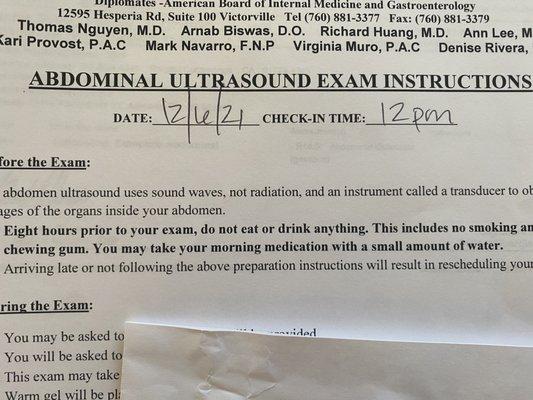 Diplomates -American Board of Internal Medicine and Gastroenterology
12595 Hesperia Rd, Suite 100 Victorville Tel (760) 881-3377 Fax: (760) 881-3379
Thomas Nguyen, M.D. Arnab Biswas, D.O. Richard Huang, M.D. Ann Lee, M
Kari Provost, P.A.C Mark Navarro, F.N.P Virginia Muro, P.A.C Denise Rivera,
ABDOMINAL ULTRASOUND EXAM INSTRUCTIONS
DATE: 12/6/21 CHECK-IN TIME: 12pm
fore the Exam:
abdomen ultrasound uses sound waves, not radiation, and an instrument called a transducer to ob
ages of the organs inside your abdomen.
Eight hours prior to your exam, do not eat or drink anything. This includes no smoking an
chewing gum. You may take your morning medication with a small amount of water.
Arriving late or not following the above preparation instructions will result in rescheduling your
ring the Exam:
You may be asked to
provided
You will be asked to
This exam may take
Warm gel will be pl